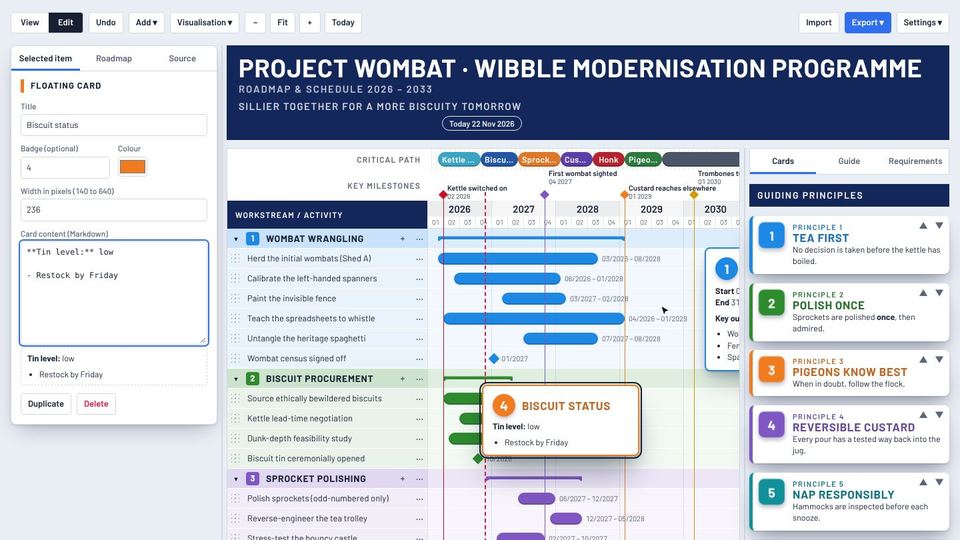 View Edit Undo Add Visualisation − Fit + Today Import Export Settings
Selected item Roadmap Source
FLOATING CARD
Title
Biscuit status
Badge (optional) Colour
4
Width in pixels (140 to 640)
236
Card content (Markdown)
**Tin level:** low
- Restock by Friday
Tin level: low
• Restock by Friday
Duplicate Delete
PROJECT WOMBAT · WIBBLE MODERNISATION PROGRAMME
ROADMAP & SCHEDULE 2026 – 2033
SILLIER TOGETHER FOR A MORE BISCUITY TOMORROW
Today 22 Nov 2026
CRITICAL PATH Kettle ... Biscu... Sprock... Cus... Honk Pigeo...
KEY MILESTONES
First wombat sighted
Q4 2027
Trombones t
Q1 2030
Kettle switched on
Q2 2026
Custard reaches elsewhere
Q1 2029
WORKSTREAM / ACTIVITY
2026 2027 2028 2029 2030
Q1 Q2 Q3 Q4 Q1 Q2 Q3 Q4 Q1 Q2 Q3 Q4 Q1 Q2 Q3 Q4 Q1 Q2 Q3
1 WOMBAT WRANGLING + ...
Herd the initial wombats (Shed A) ... 03/2026 – 08/2028
Calibrate the left-handed spanners ... 06/2026 – 01/2028
Paint the invisible fence ... 03/2027 – 02/2028
Teach the spreadsheets to whistle ... 04/2026 – 01/2029
Untangle the heritage spaghetti ... 07/2027 – 08/2028
Wombat census signed off ... 01/2027
2 BISCUIT PROCUREMENT + ...
Source ethically bewildered biscuits ...
Kettle lead-time negotiation ...
Dunk-depth feasibility study ...
Biscuit tin ceremonially opened ...
3 SPROCKET POLISHING + ...
Polish sprockets (odd-numbered only) ... 06/2027 – 12/2027
Reverse-engineer the tea trolley ... 12/2027 – 05/2028
Stress-test the bouncy castle ... 02/2027 – 10/2027
4 BISCUIT STATUS
Tin level: low
• Restock by Friday
1
Start
End 31
Key ou
• Wo
• Fer
• Spa
Cards Guide Requirements
GUIDING PRINCIPLES
1
PRINCIPLE 1
TEA FIRST
No decision is taken before the kettle has
boiled.
2
PRINCIPLE 2
POLISH ONCE
Sprockets are polished once, then
admired.
3
PRINCIPLE 3
PIGEONS KNOW BEST
When in doubt, follow the flock.
4
PRINCIPLE 4
REVERSIBLE CUSTARD
Every pour has a tested way back into the
jug.
5
PRINCIPLE 5
NAP RESPONSIBLY
Hammocks are inspected before each
snooze.